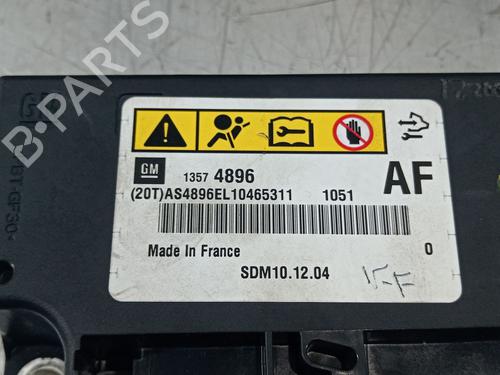 GM
1357 4896
AF
(20T)AS4896EL10465311 1051
Made in France
0
SDM10.12.04
B-Parts